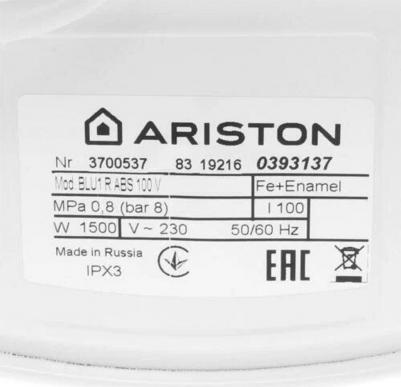 ARISTON
Nr 3700537 83 19216 0393137
Mod BLU1 R ABS 100 V Fe+Enamel
MPa 0,8 (bar 8) l 100
W 1500 V ~ 230 50/60 Hz
Made in Russia
IPX3
EAC